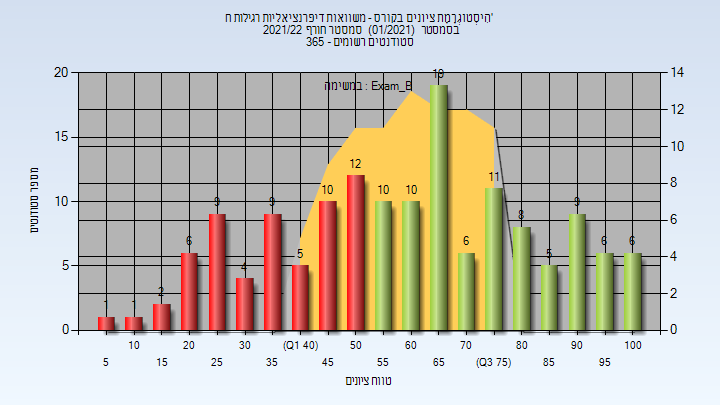 היסטוגרמת ציונים בקורס - משוואות דיפרנציאליות רגילות ח'
בסמסטר (01/2021) סמסטר חורף 2021/22
סטודנטים רשומים - 365
במשימה : Exam_B
20 14
19
12
15
12
11
10 10 10 10
10
9 9 9
8
8
6 6 6 6
6
5 5 5
4
5 4
2
2
1 1
0 0
10 20 30 (Q1 40) 50 60 70 80 90 100
5 15 25 35 45 55 65 (Q3 75) 85 95
מספר סטודנטים
טווח ציונים